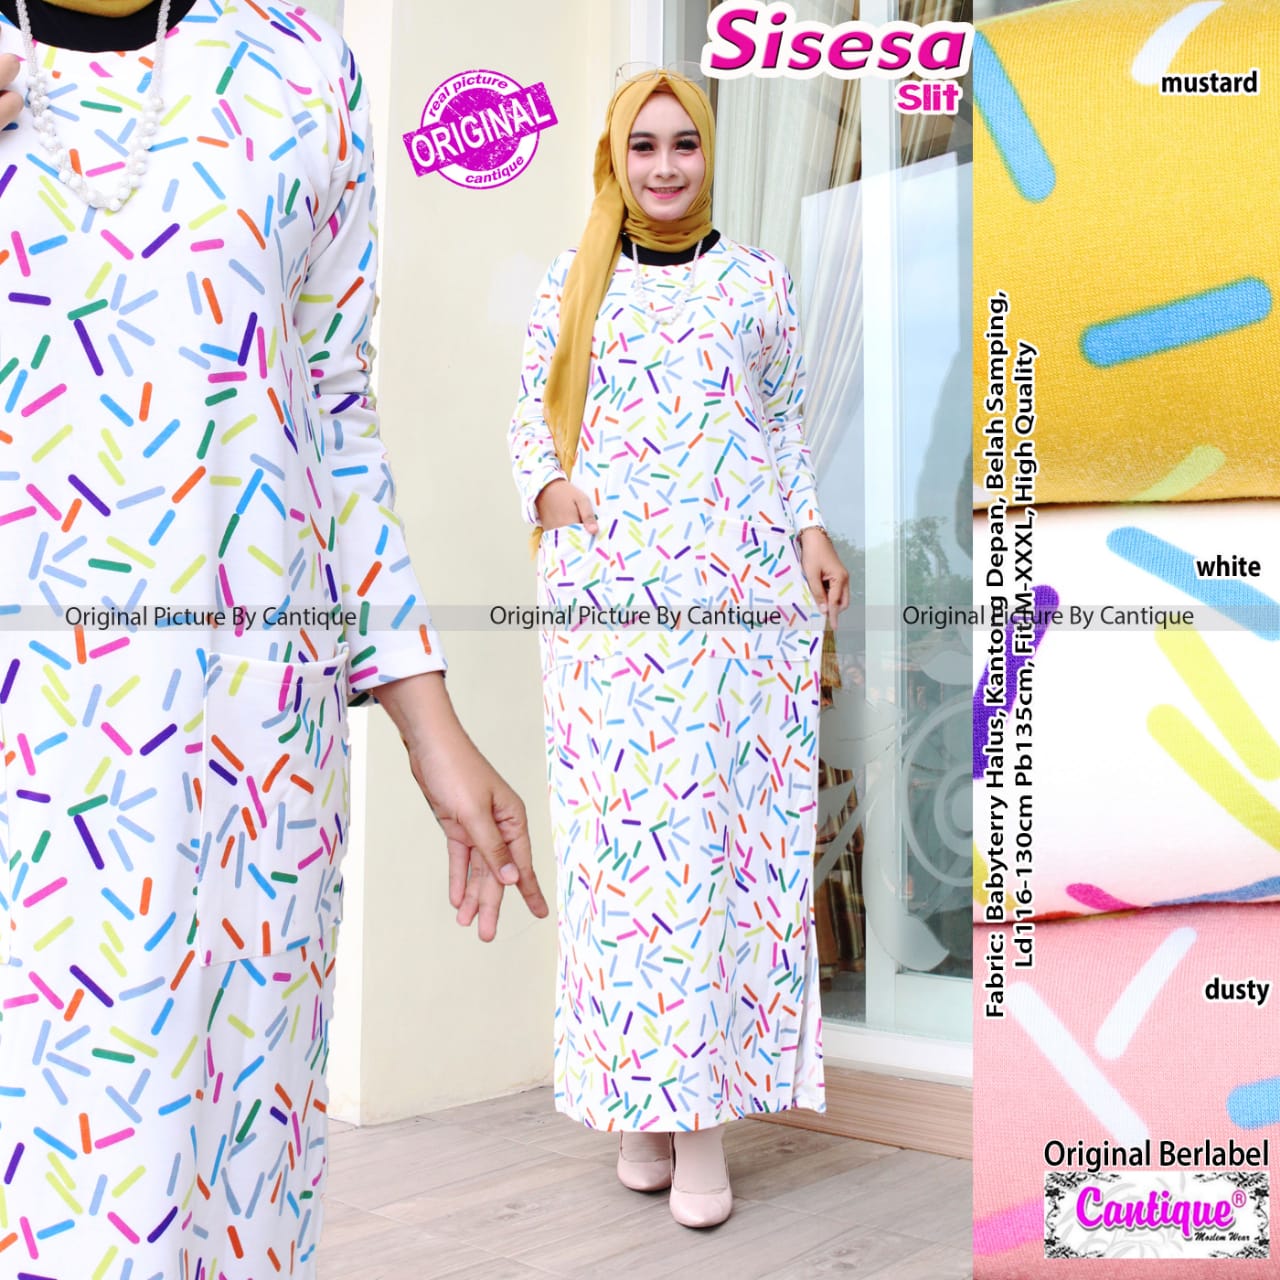 Sisesa
Slit
real picture
ORIGINAL
cantique
mustard
white
dusty
Fabric: Babyterry Halus, Kantong Depan, Belah Samping,
Ld116-130cm Pb135cm, Fit M-XXXL, High Quality
Original Picture By Cantique
Original Picture By Cantique
Original Picture By Cantique
Original Berlabel
Cantique®
Moslem Wear